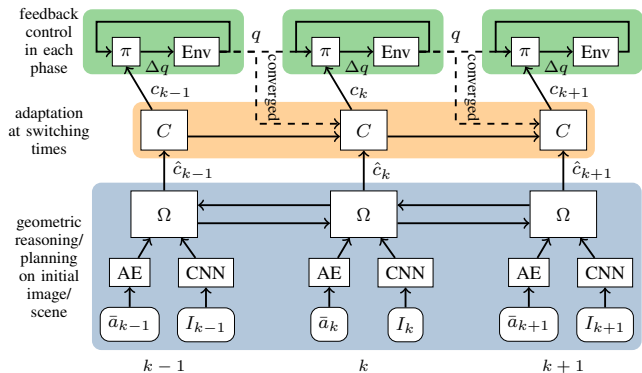 feedback
control
in each
phase
π Env q π Env q π Env
Δq Δq Δq
converged converged
c_{k−1} c_k c_{k+1}
adaptation
at switching
times
C C C
ĉ_{k−1} ĉ_k ĉ_{k+1}
geometric
reasoning/
planning
on initial
image/
scene
Ω Ω Ω
AE CNN AE CNN AE CNN
ā_{k−1} I_{k−1} ā_k I_k ā_{k+1} I_{k+1}
k − 1 k k + 1